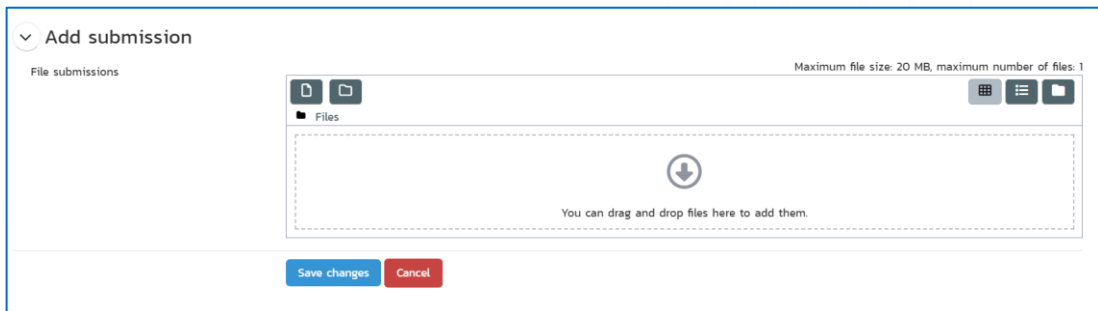 Add submission
File submissions
Maximum file size: 20 MB, maximum number of files: 1
Files
You can drag and drop files here to add them.
Save changes
Cancel